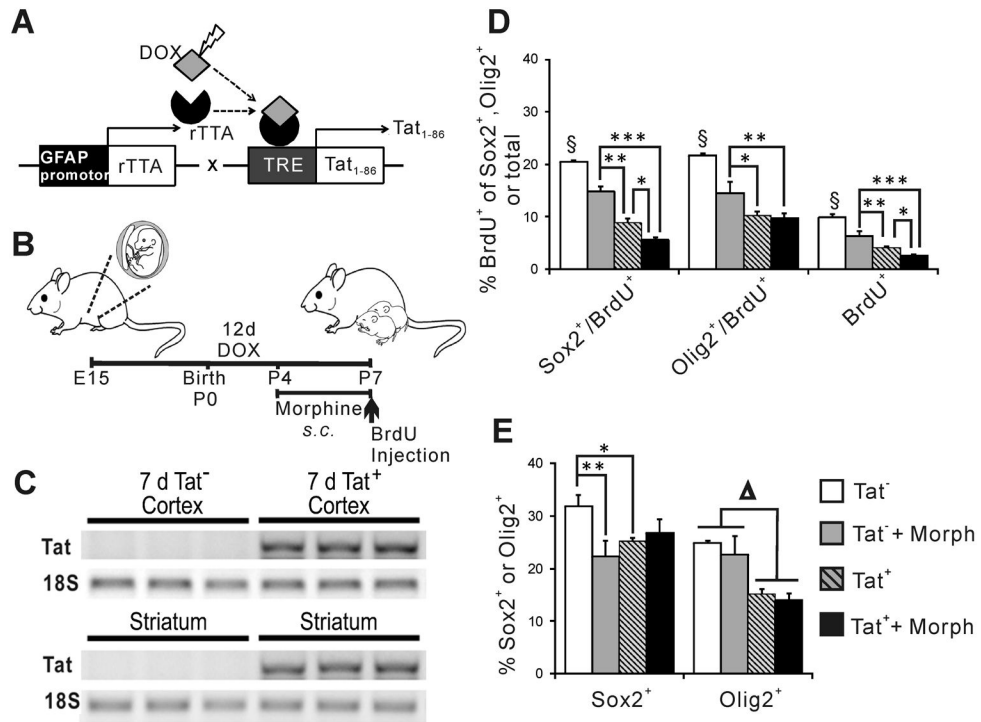 A
DOX
rTTA
Tat1-86
GFAP
promotor
rTTA
x
TRE
Tat1-86
B
12d
DOX
E15
Birth
P0
P4
P7
Morphine
s.c.
BrdU
Injection
C
7 d Tat-
Cortex
7 d Tat+
Cortex
Tat
18S
Striatum
Striatum
Tat
18S
D
% BrdU+ of Sox2+, Olig2+
or total
40
30
20
10
0
§
***
**
*
§
**
*
§
***
**
*
Sox2+/BrdU+
Olig2+/BrdU+
BrdU+
E
% Sox2+ or Olig2+
40
30
20
10
0
*
**
Δ
Sox2+
Olig2+
Tat-
Tat- + Morph
Tat+
Tat+ + Morph